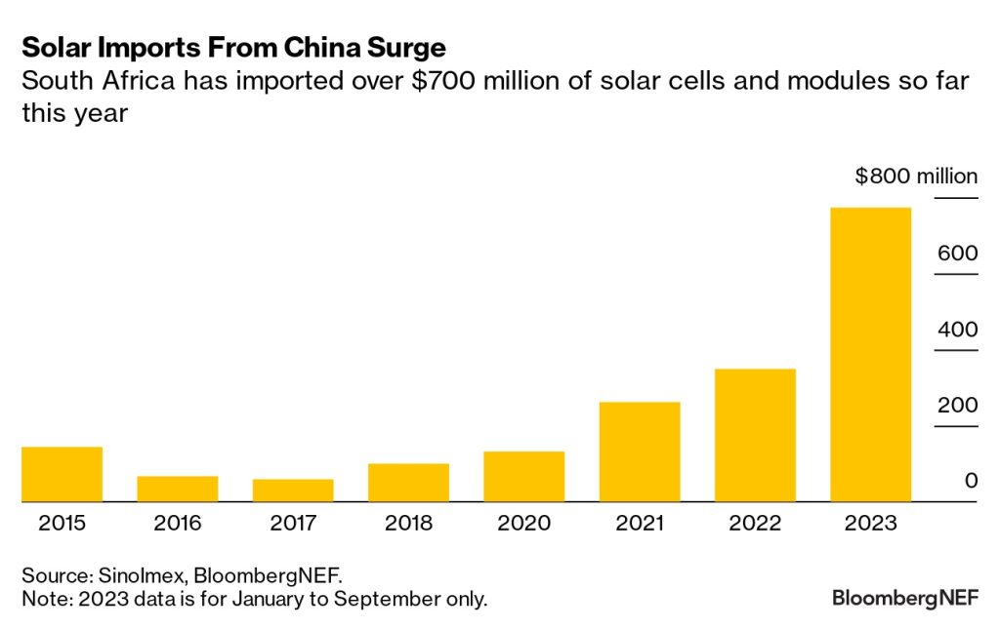 Solar Imports From China Surge
South Africa has imported over $700 million of solar cells and modules so far
this year
$800 million
600
400
200
0
2015 2016 2017 2018 2020 2021 2022 2023
Source: SinoImex, BloombergNEF.
Note: 2023 data is for January to September only.
BloombergNEF